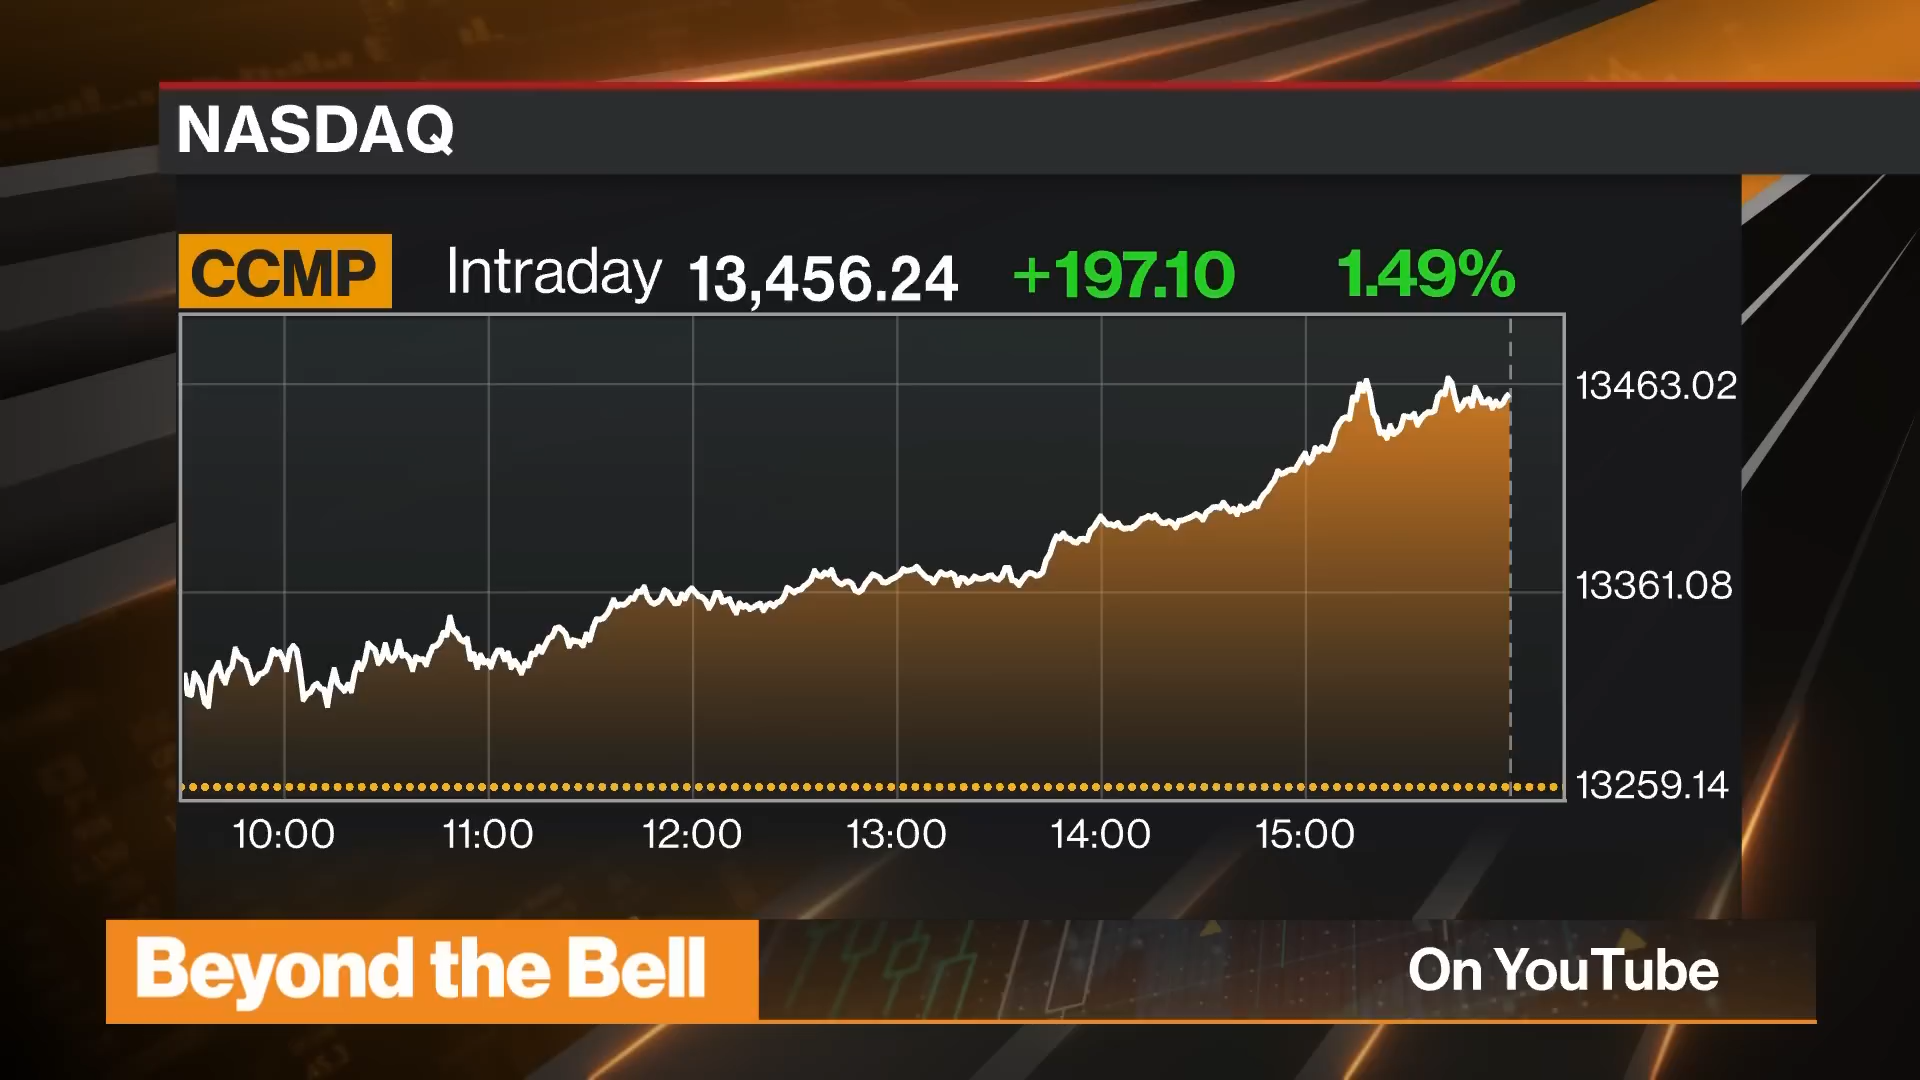 NASDAQ
CCMP Intraday 13,456.24 +197.10 1.49%
13463.02
13361.08
13259.14
10:00 11:00 12:00 13:00 14:00 15:00
Beyond the Bell On YouTube